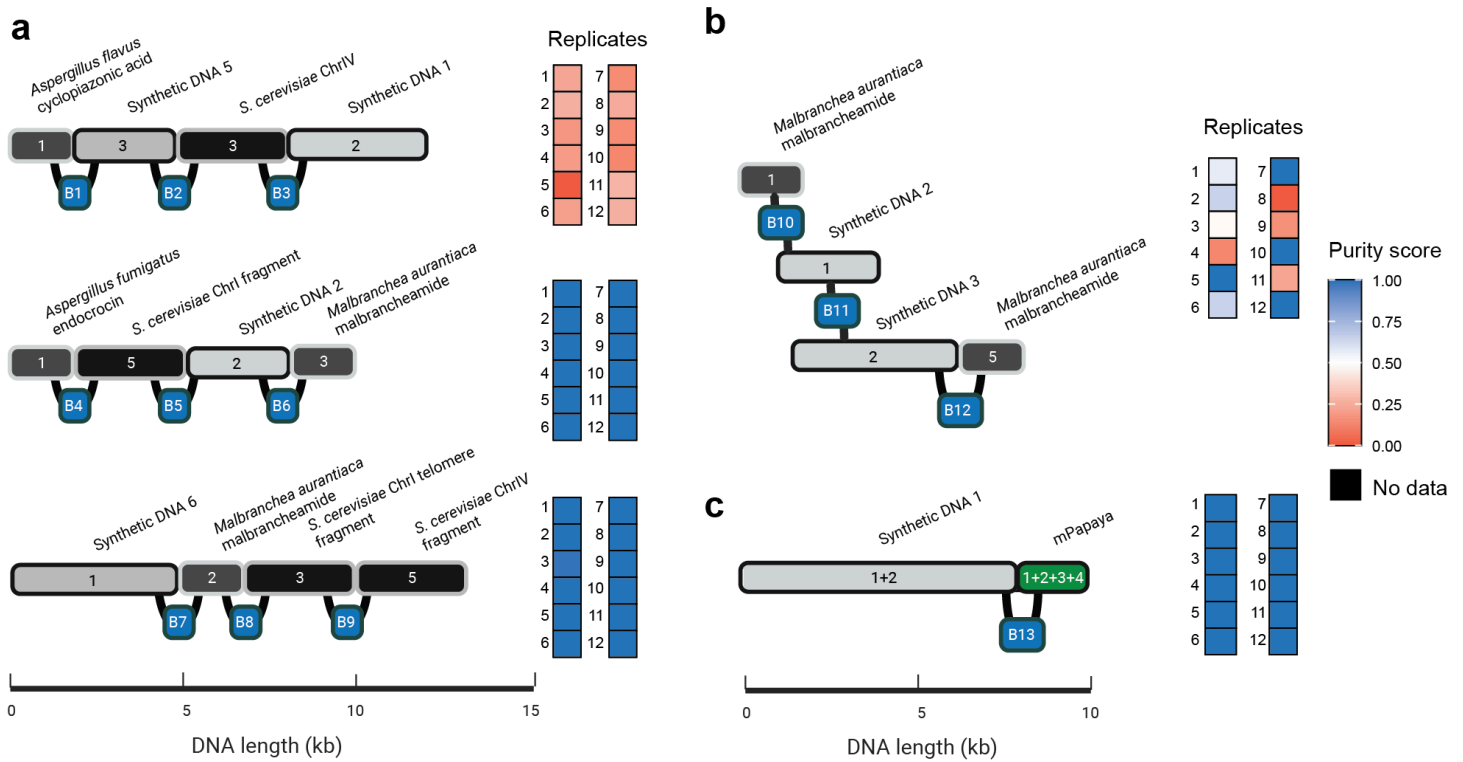 a
Aspergillus flavus
cyclopiazonic acid
Synthetic DNA 5
S. cerevisiae ChrIV
Synthetic DNA 1
1
3
3
2
B1
B2
B3
Replicates
1 7
2 8
3 9
4 10
5 11
6 12
Aspergillus fumigatus
endocrocin
S. cerevisiae ChrI fragment
Synthetic DNA 2
Malbranchea aurantiaca
malbrancheamide
1
5
2
3
B4
B5
B6
1 7
2 8
3 9
4 10
5 11
6 12
Synthetic DNA 6
Malbranchea aurantiaca
malbrancheamide
S. cerevisiae ChrI telomere
fragment
S. cerevisiae ChrIV
fragment
1
2
3
5
B7
B8
B9
1 7
2 8
3 9
4 10
5 11
6 12
0 5 10 15
DNA length (kb)
b
Malbranchea aurantiaca
malbrancheamide
1
B10
Synthetic DNA 2
1
B11
Synthetic DNA 3
Malbranchea aurantiaca
malbrancheamide
2
5
B12
Replicates
1 7
2 8
3 9
4 10
5 11
6 12
Purity score
1.00
0.75
0.50
0.25
0.00
No data
c
Synthetic DNA 1
mPapaya
1+2
1+2+3+4
B13
1 7
2 8
3 9
4 10
5 11
6 12
0 5 10
DNA length (kb)